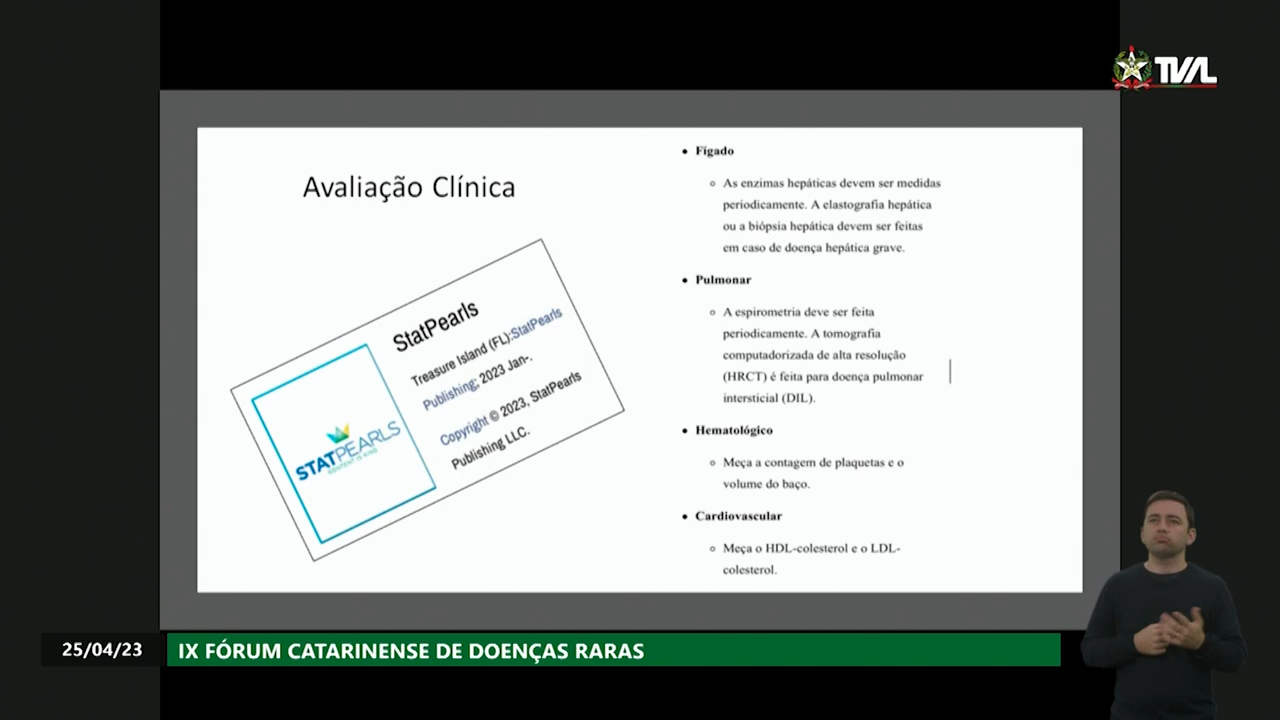 TVAL
Avaliação Clínica
StatPearls
Treasure Island (FL):StatPearls
Publishing; 2023 Jan-.
Copyright © 2023, StatPearls
Publishing LLC.
STATPEARLS
CONTENT IS KING
• Fígado
o As enzimas hepáticas devem ser medidas
periodicamente. A elastografia hepática
ou a biópsia hepática devem ser feitas
em caso de doença hepática grave.
• Pulmonar
o A espirometria deve ser feita
periodicamente. A tomografia
computadorizada de alta resolução
(HRCT) é feita para doença pulmonar
intersticial (DIL).
• Hematológico
o Meça a contagem de plaquetas e o
volume do baço.
• Cardiovascular
o Meça o HDL-colesterol e o LDL-
colesterol.
25/04/23
IX FÓRUM CATARINENSE DE DOENÇAS RARAS